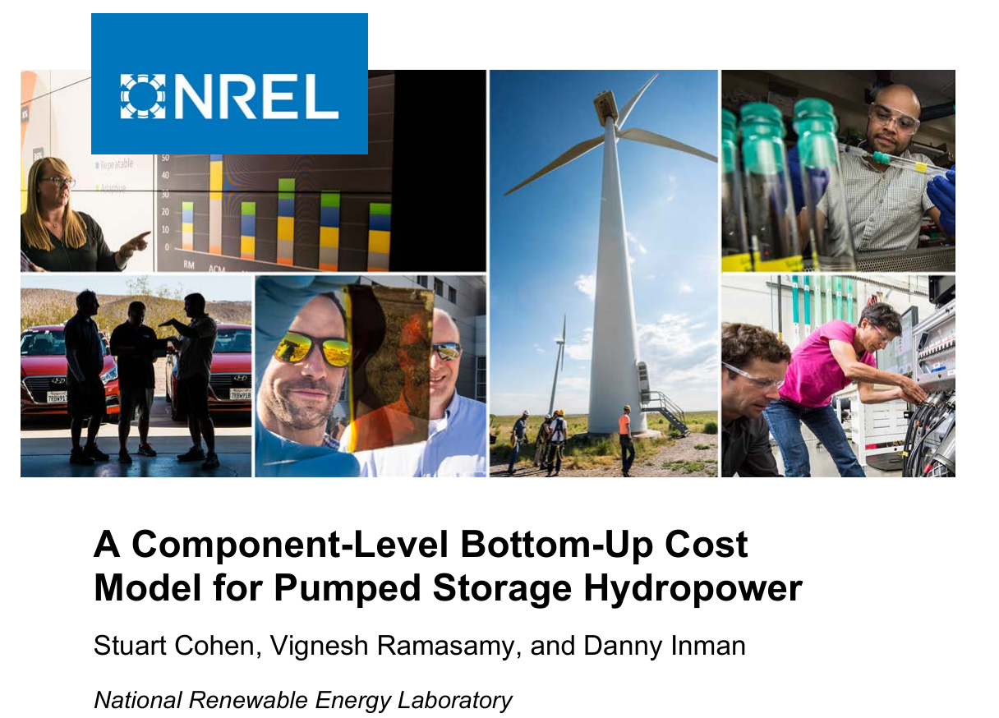 NREL
Repeatable
Adaptive
50
40
30
20
10
0
RM ACM
A Component-Level Bottom-Up Cost
Model for Pumped Storage Hydropower
Stuart Cohen, Vignesh Ramasamy, and Danny Inman
National Renewable Energy Laboratory